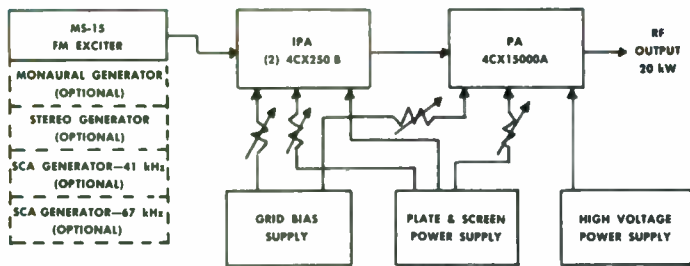 MS-15
FM EXCITER
MONAURAL GENERATOR
(OPTIONAL)
STEREO GENERATOR
(OPTIONAL)
SCA GENERATOR—41 kHz
(OPTIONAL)
SCA GENERATOR—67 kHz
(OPTIONAL)
IPA
(2) 4CX250 B
PA
4CX15000A
RF
OUTPUT
20 kW
GRID BIAS
SUPPLY
PLATE & SCREEN
POWER SUPPLY
HIGH VOLTAGE
POWER SUPPLY